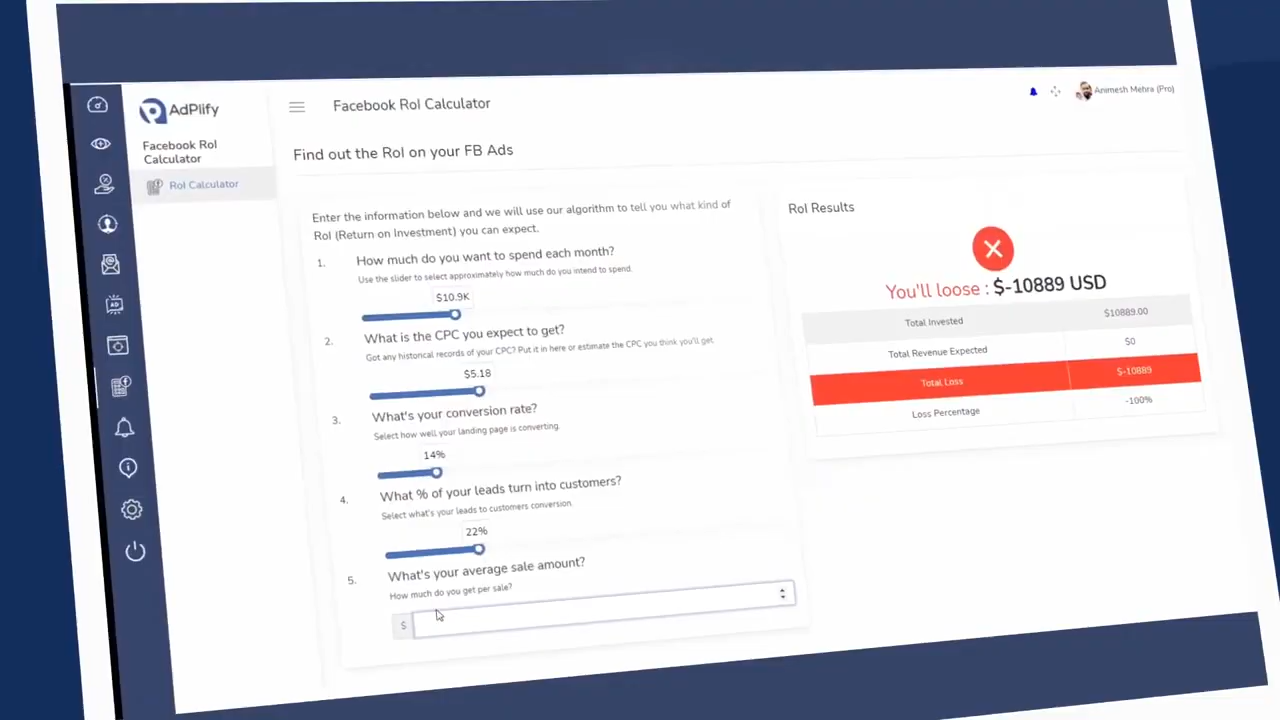 AdPlify
Facebook RoI Calculator
Animesh Mehra (Pro)
Facebook RoI
Calculator
RoI Calculator
Find out the RoI on your FB Ads
Enter the information below and we will use our algorithm to tell you what kind of
RoI (Return on Investment) you can expect.
1.
How much do you want to spend each month?
Use the slider to select approximately how much do you intend to spend.
$10.9K
2.
What is the CPC you expect to get?
Got any historical records of your CPC? Put it in here or estimate the CPC you think you'll get.
$5.18
3.
What's your conversion rate?
Select how well your landing page is converting.
14%
4.
What % of your leads turn into customers?
Select what's your leads to customers conversion
22%
5.
What's your average sale amount?
How much do you get per sale?
$
RoI Results
You'll loose : $-10889 USD
Total Invested $10889.00
Total Revenue Expected $0
Total Loss $-10889
Loss Percentage -100%